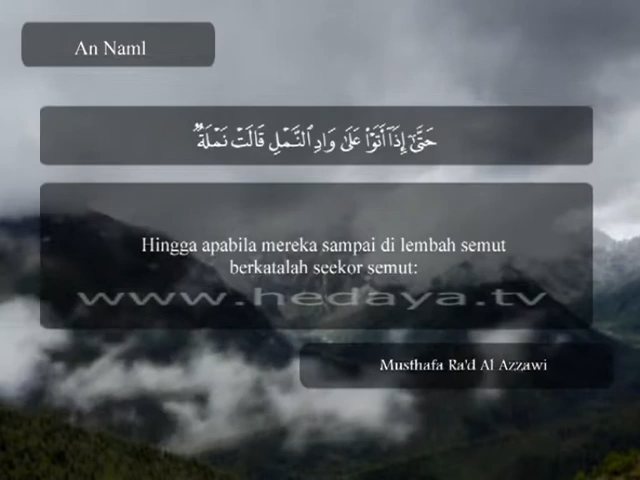 An Naml
حَتَّىٰٓ إِذَآ أَتَوْا۟ عَلَىٰ وَادِ ٱلنَّمْلِ قَالَتْ نَمْلَةٌۭ
Hingga apabila mereka sampai di lembah semut
berkatalah seekor semut:
www.hedaya.tv
Musthafa Ra'd Al Azzawi